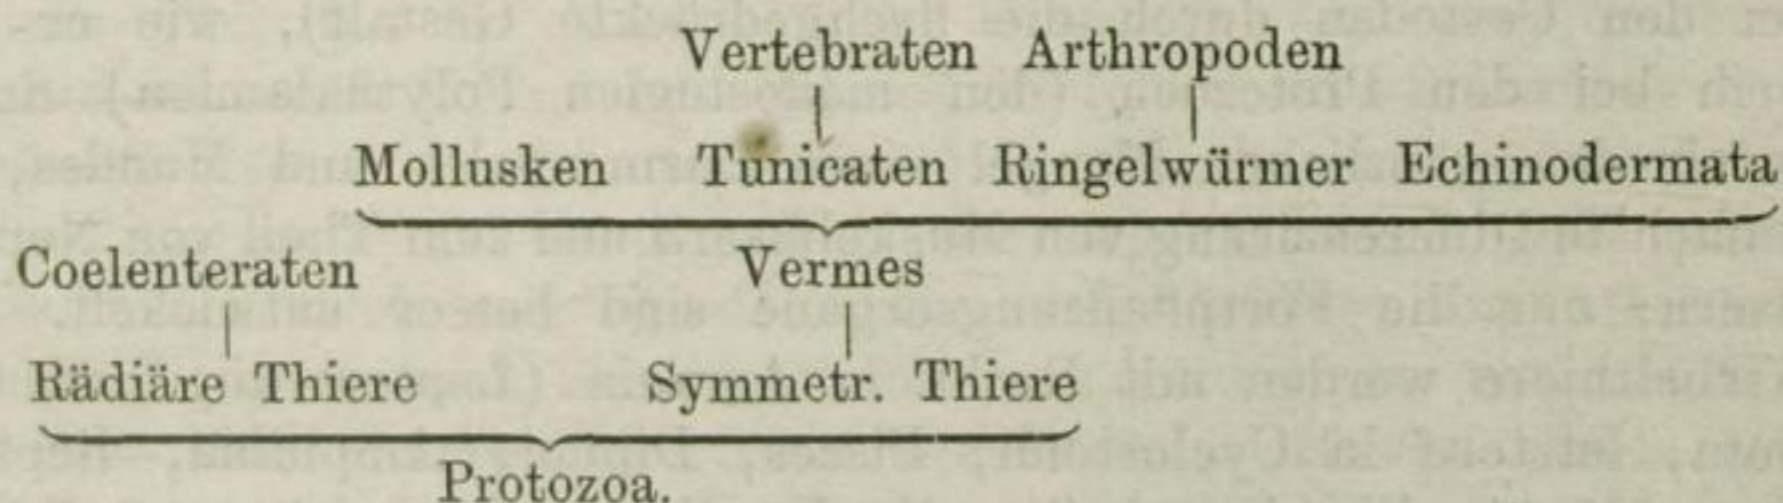 Vertebraten Arthropoden
Mollusken Tunicaten Ringelwürmer Echinodermata
Coelenteraten Vermes
Rädiäre Thiere Symmetr. Thiere
Protozoa.